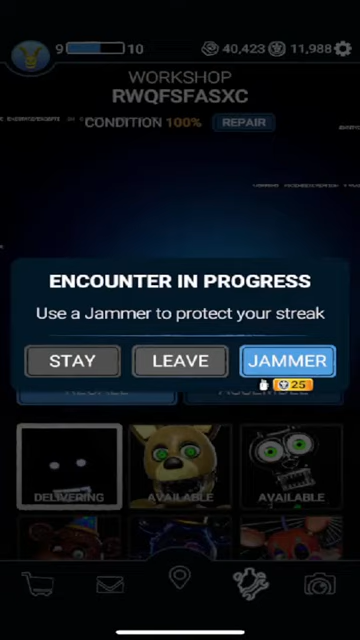 9 10 40,423 11,988
WORKSHOP
RWQFSFASXC
CONDITION 100% REPAIR
ENCOUNTER IN PROGRESS
Use a Jammer to protect your streak
STAY LEAVE JAMMER
25
ASSEMBLE
DELIVERING AVAILABLE AVAILABLE